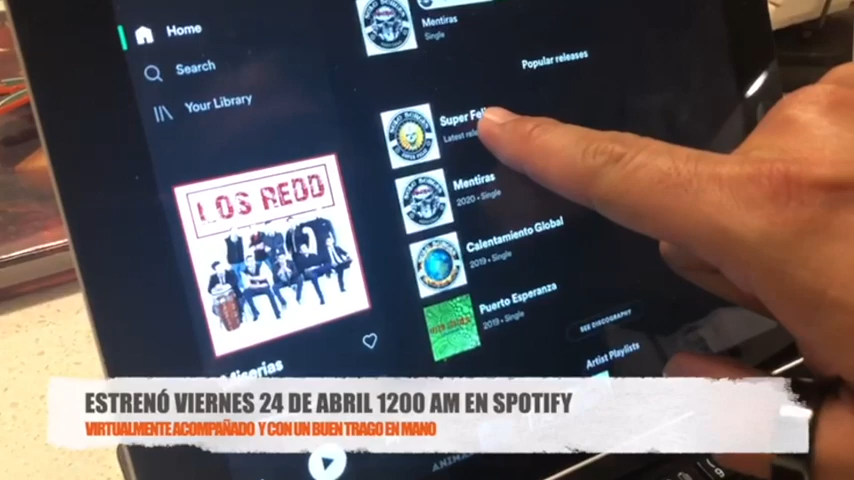 Home
Search
Your Library
Mentiras
Single
Popular releases
Super
Latest
Mentiras
2020 • Single
Calentamiento Global
2019 • Single
Puerto Esperanza
2019 • Single
SEE DISCOGRAPHY
Artist Playlists
LOS REDD
Miserias
ESTRENÓ VIERNES 24 DE ABRIL 1200 AM EN SPOTIFY
VIRTUALMENTE ACOMPAÑADO Y CON UN BUEN TRAGO EN MANO